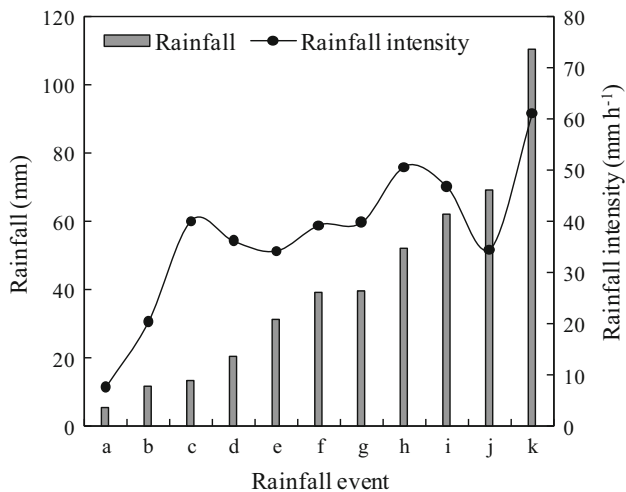 Rainfall
Rainfall intensity
Rainfall (mm)
120
100
80
60
40
20
0
80
70
60
50
40
30
20
10
0
Rainfall intensity (mm h⁻¹)
a b c d e f g h i j k
Rainfall event